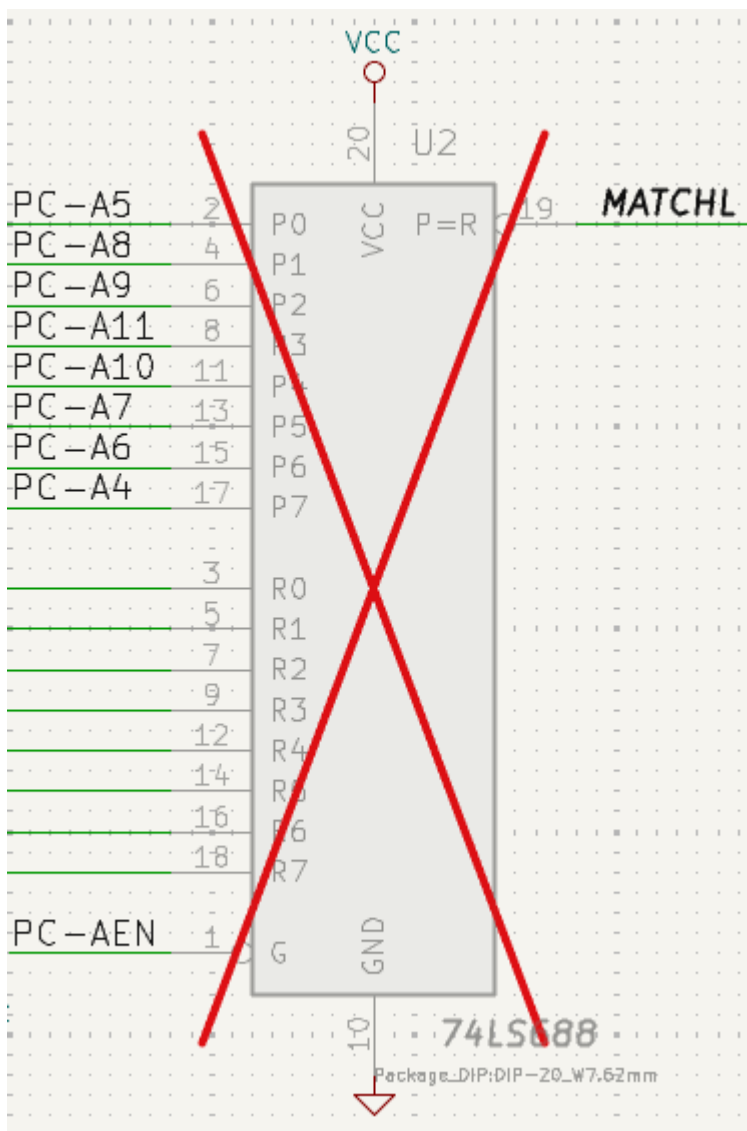 VCC
20
U2
PC-A5 2 P0 VCC P=R 19 MATCHL
PC-A8 4 P1
PC-A9 6 P2
PC-A11 8 P3
PC-A10 11 P4
PC-A7 13 P5
PC-A6 15 P6
PC-A4 17 P7
3 R0
5 R1
7 R2
9 R3
12 R4
14 R5
16 R6
18 R7
PC-AEN 1 G GND
10
74LS688
Package_DIP:DIP-20_W7.62mm